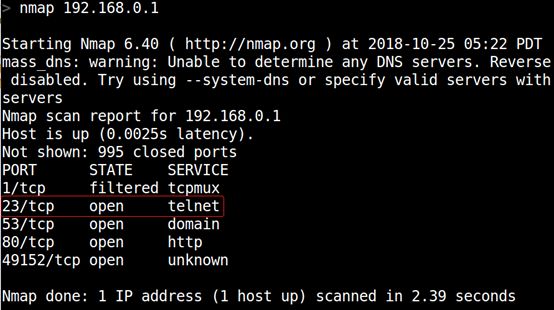 > nmap 192.168.0.1
Starting Nmap 6.40 ( http://nmap.org ) at 2018-10-25 05:22 PDT
mass_dns: warning: Unable to determine any DNS servers. Reverse
disabled. Try using --system-dns or specify valid servers with
servers
Nmap scan report for 192.168.0.1
Host is up (0.0025s latency).
Not shown: 995 closed ports
PORT      STATE    SERVICE
1/tcp     filtered tcpmux
23/tcp    open     telnet
53/tcp    open     domain
80/tcp    open     http
49152/tcp open     unknown
Nmap done: 1 IP address (1 host up) scanned in 2.39 seconds